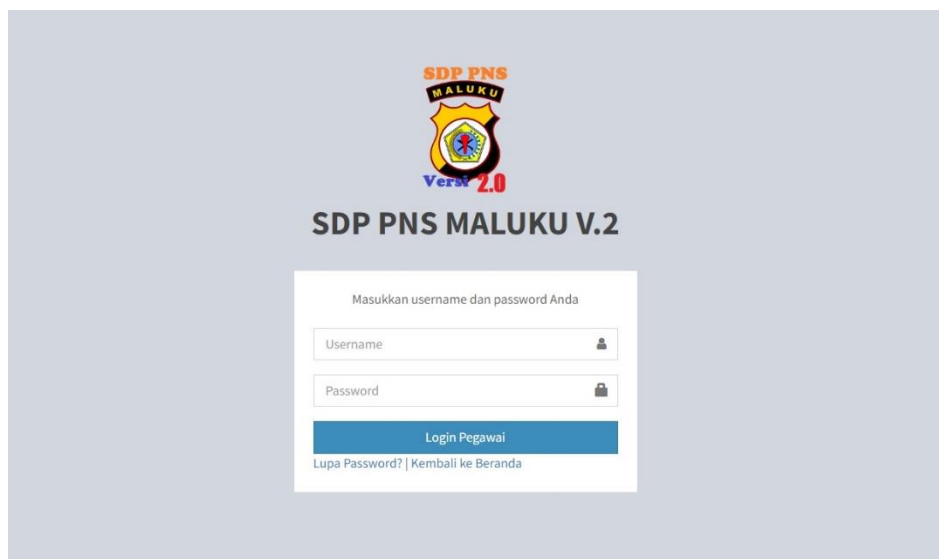 SDP PNS
MALUKU
Versi 2.0
SDP PNS MALUKU V.2
Masukkan username dan password Anda
Username
Password
Login Pegawai
Lupa Password? | Kembali ke Beranda